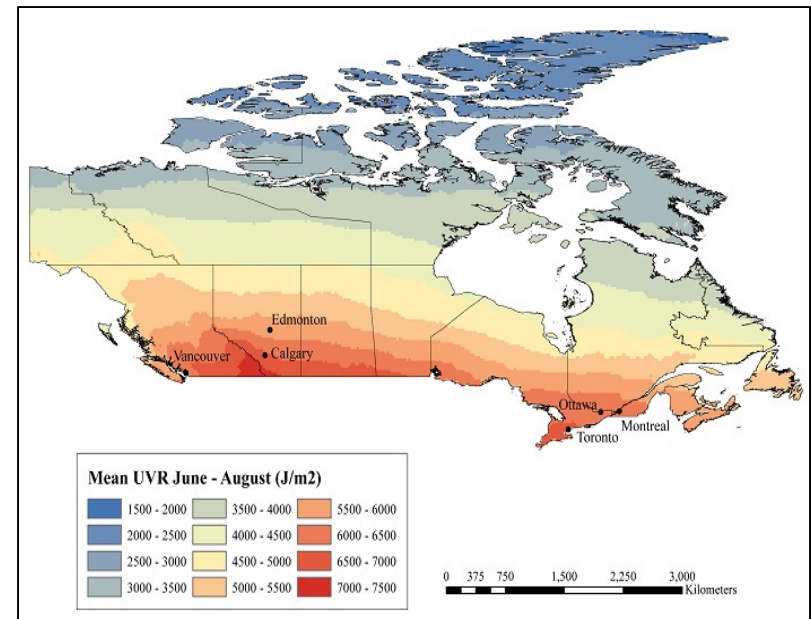 Edmonton
Vancouver
Calgary
Ottawa
Montreal
Toronto
Mean UVR June - August (J/m2)
1500 - 2000 3500 - 4000 5500 - 6000
2000 - 2500 4000 - 4500 6000 - 6500
2500 - 3000 4500 - 5000 6500 - 7000
3000 - 3500 5000 - 5500 7000 - 7500
0 375 750 1,500 2,250 3,000
Kilometers